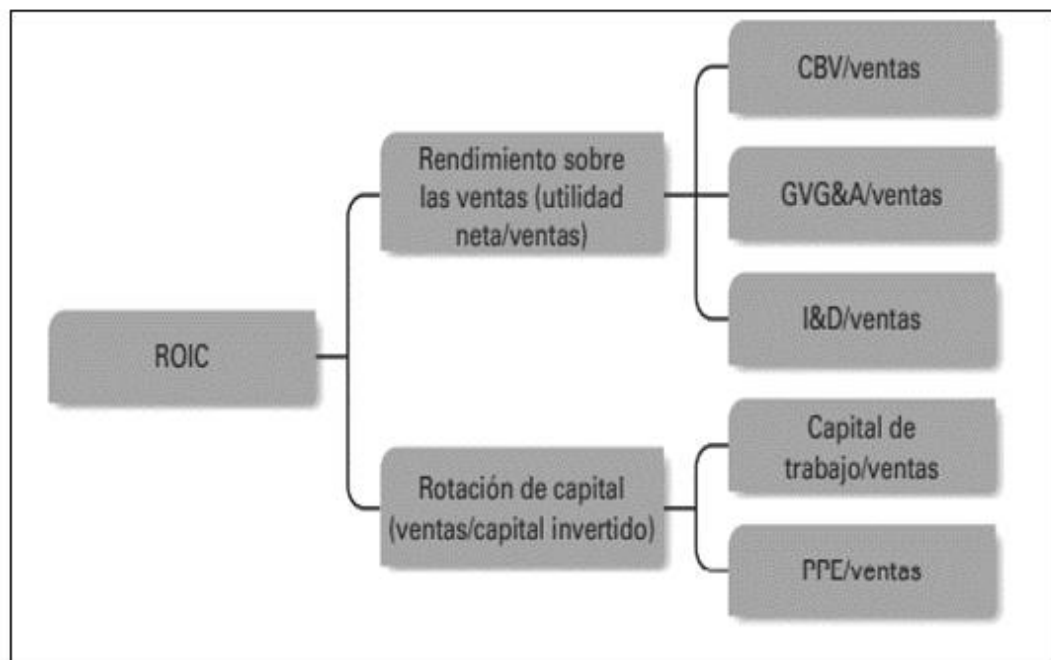 ROIC
Rendimiento sobre
las ventas (utilidad
neta/ventas)
CBV/ventas
GVG&A/ventas
I&D/ventas
Rotación de capital
(ventas/capital invertido)
Capital de
trabajo/ventas
PPE/ventas